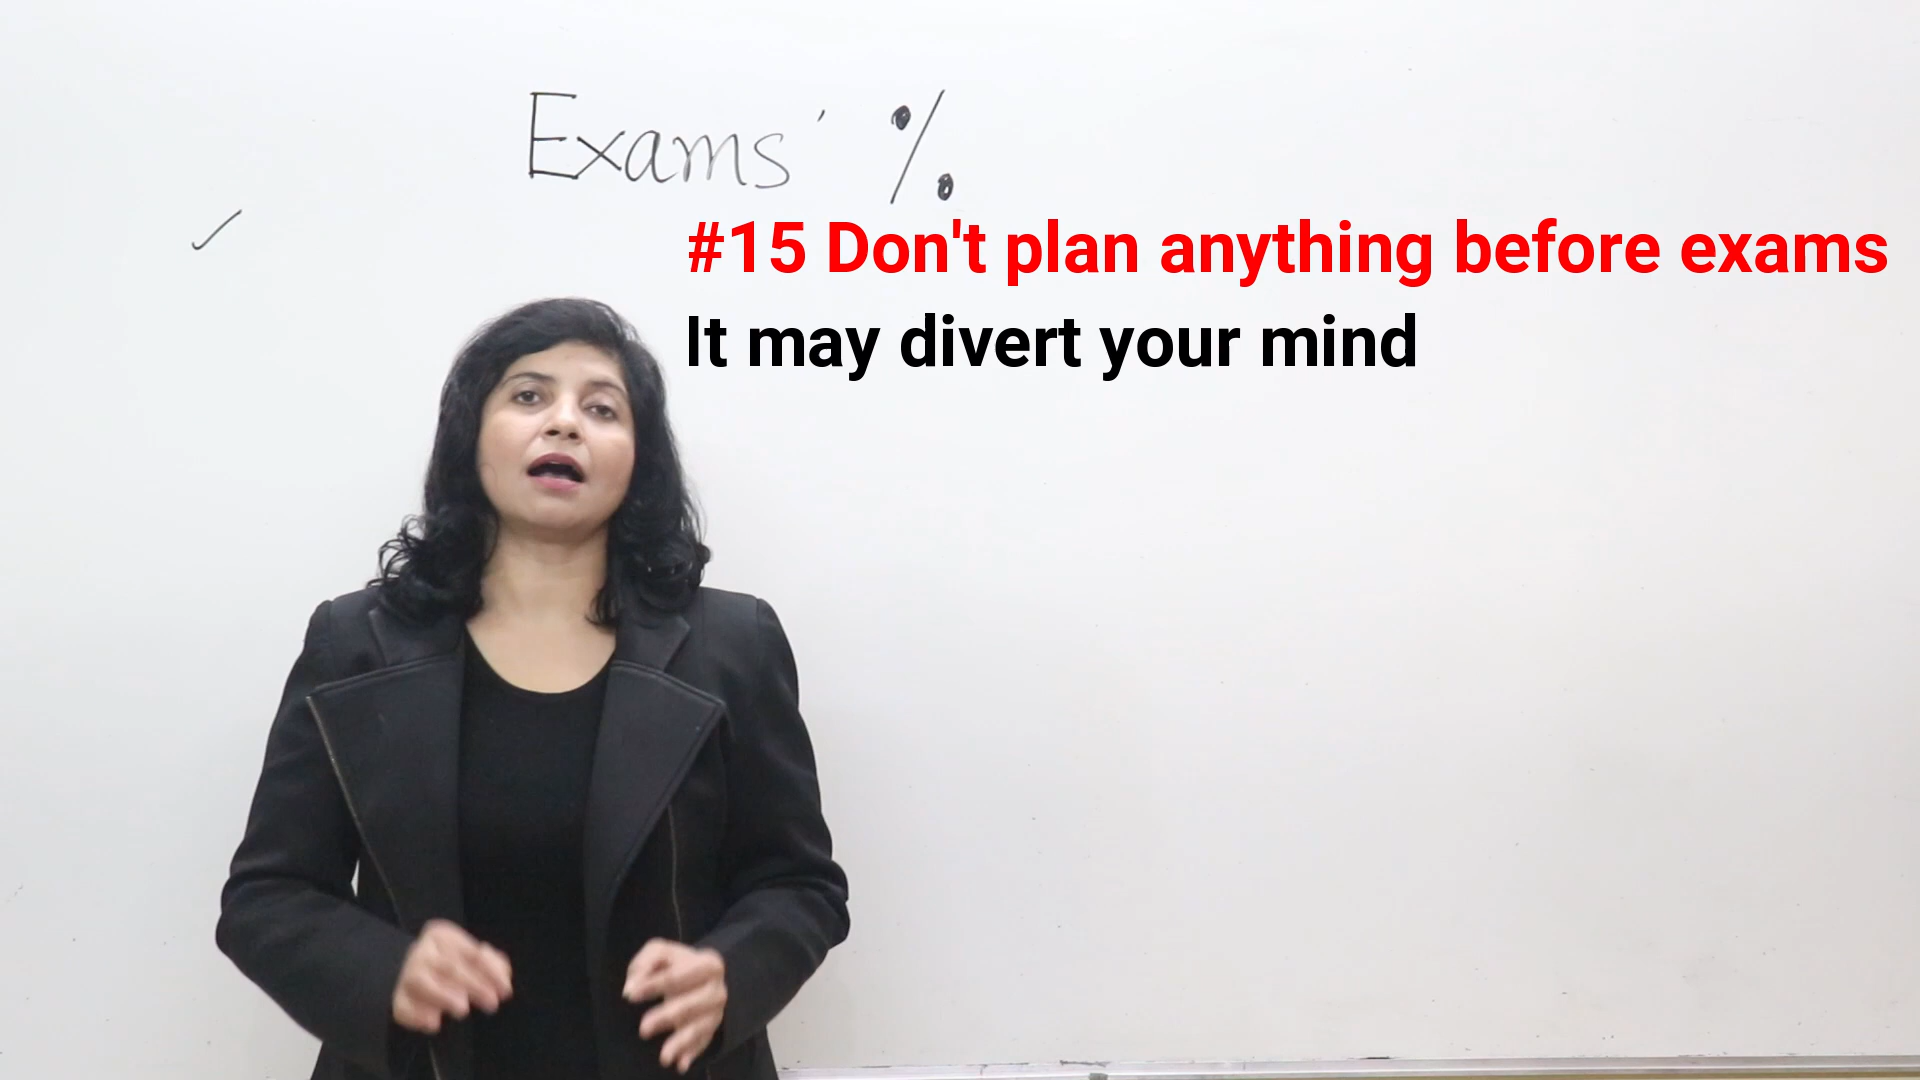 Exams' %
#15 Don't plan anything before exams
It may divert your mind